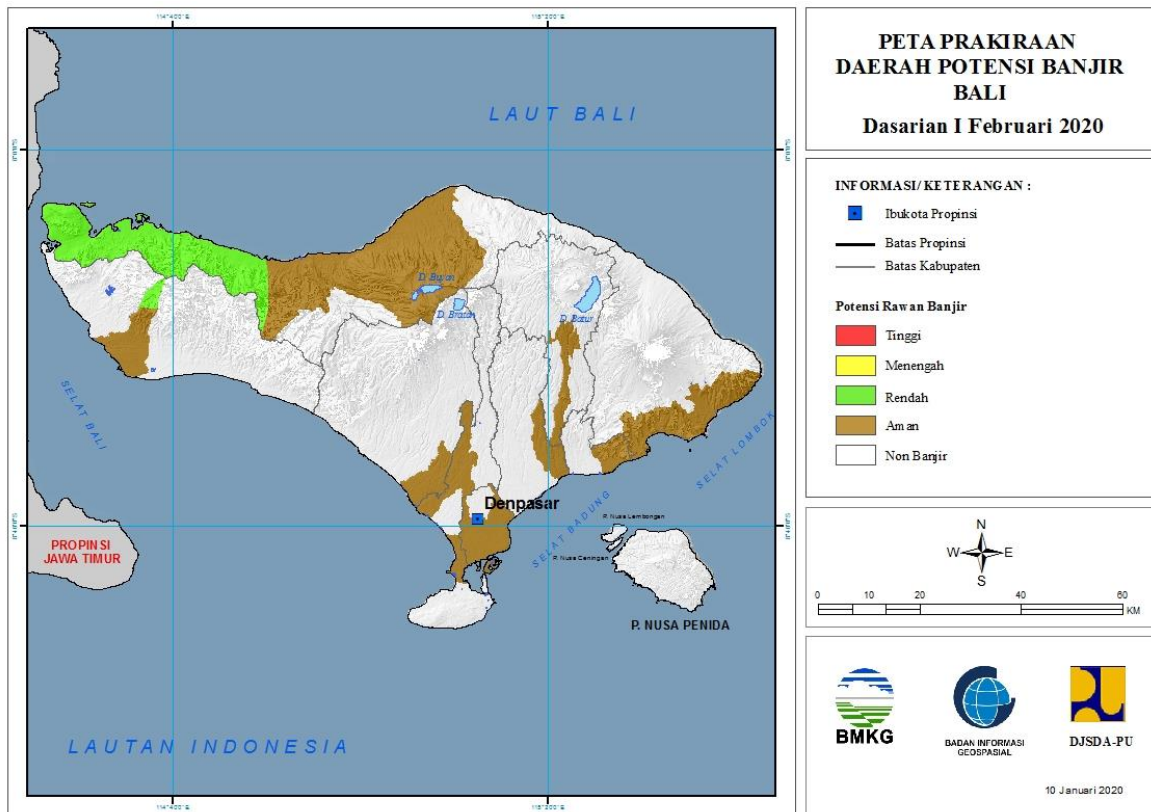 PETA PRAKIRAAN
DAERAH POTENSI BANJIR
BALI
Dasarian I Februari 2020
INFORMASI/ KETERANGAN :
Ibukota Propinsi
Batas Propinsi
Batas Kabupaten
Potensi Rawan Banjir
Tinggi
Menengah
Rendah
Aman
Non Banjir
N
W
E
S
0
10
20
40
60
KM
BMKG
BADAN INFORMASI
GEOSPASIAL
DJSDA-PU
10 Januari 2020
LAUT BALI
D. Buyan
D. Bratan
D. Batur
SELAT BALI
SELAT LOMBOK
Denpasar
SELAT BADUNG
P. Nusa Lembongan
P. Nusa Ceningan
PROPINSI
JAWA TIMUR
P. NUSA PENIDA
LAUTAN INDONESIA